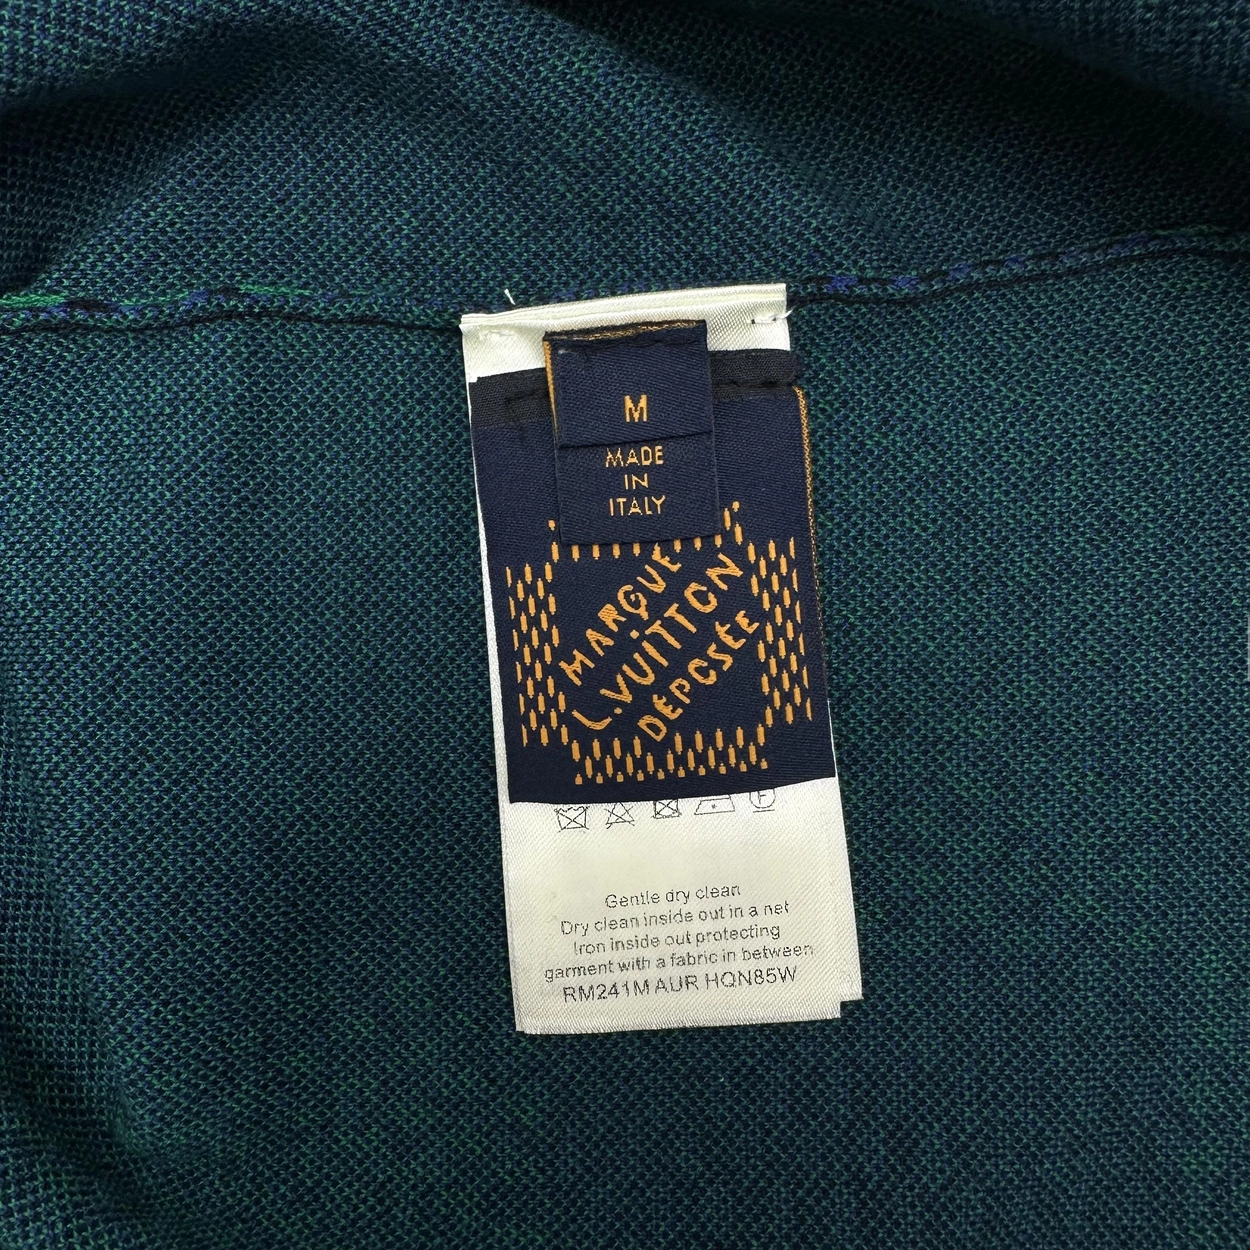 M
MADE
IN
ITALY
MARQUE
L.VUITTON
DÉPOSÉE
Gentle dry clean
Dry clean inside out in a net
Iron inside out protecting
garment with a fabric in between
RM241M AUR HQN85W